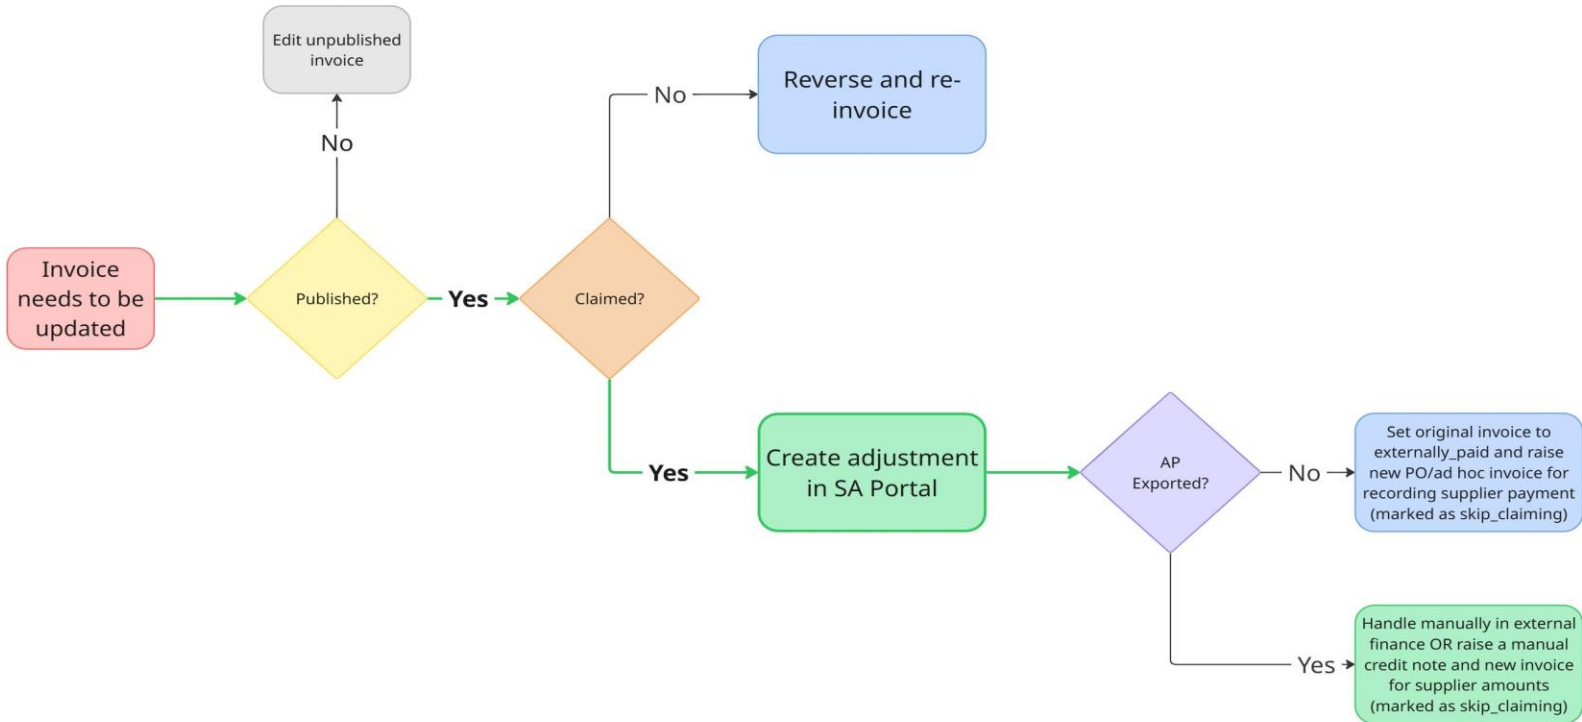 Edit unpublished
invoice
No
Invoice
needs to be
updated
Published?
Yes
Claimed?
No
Reverse and re-
invoice
Yes
Create adjustment
in SA Portal
AP
Exported?
No
Set original invoice to
externally_paid and raise
new PO/ad hoc invoice for
recording supplier payment
(marked as skip_claiming)
Yes
Handle manually in external
finance OR raise a manual
credit note and new invoice
for supplier amounts
(marked as skip_claiming)